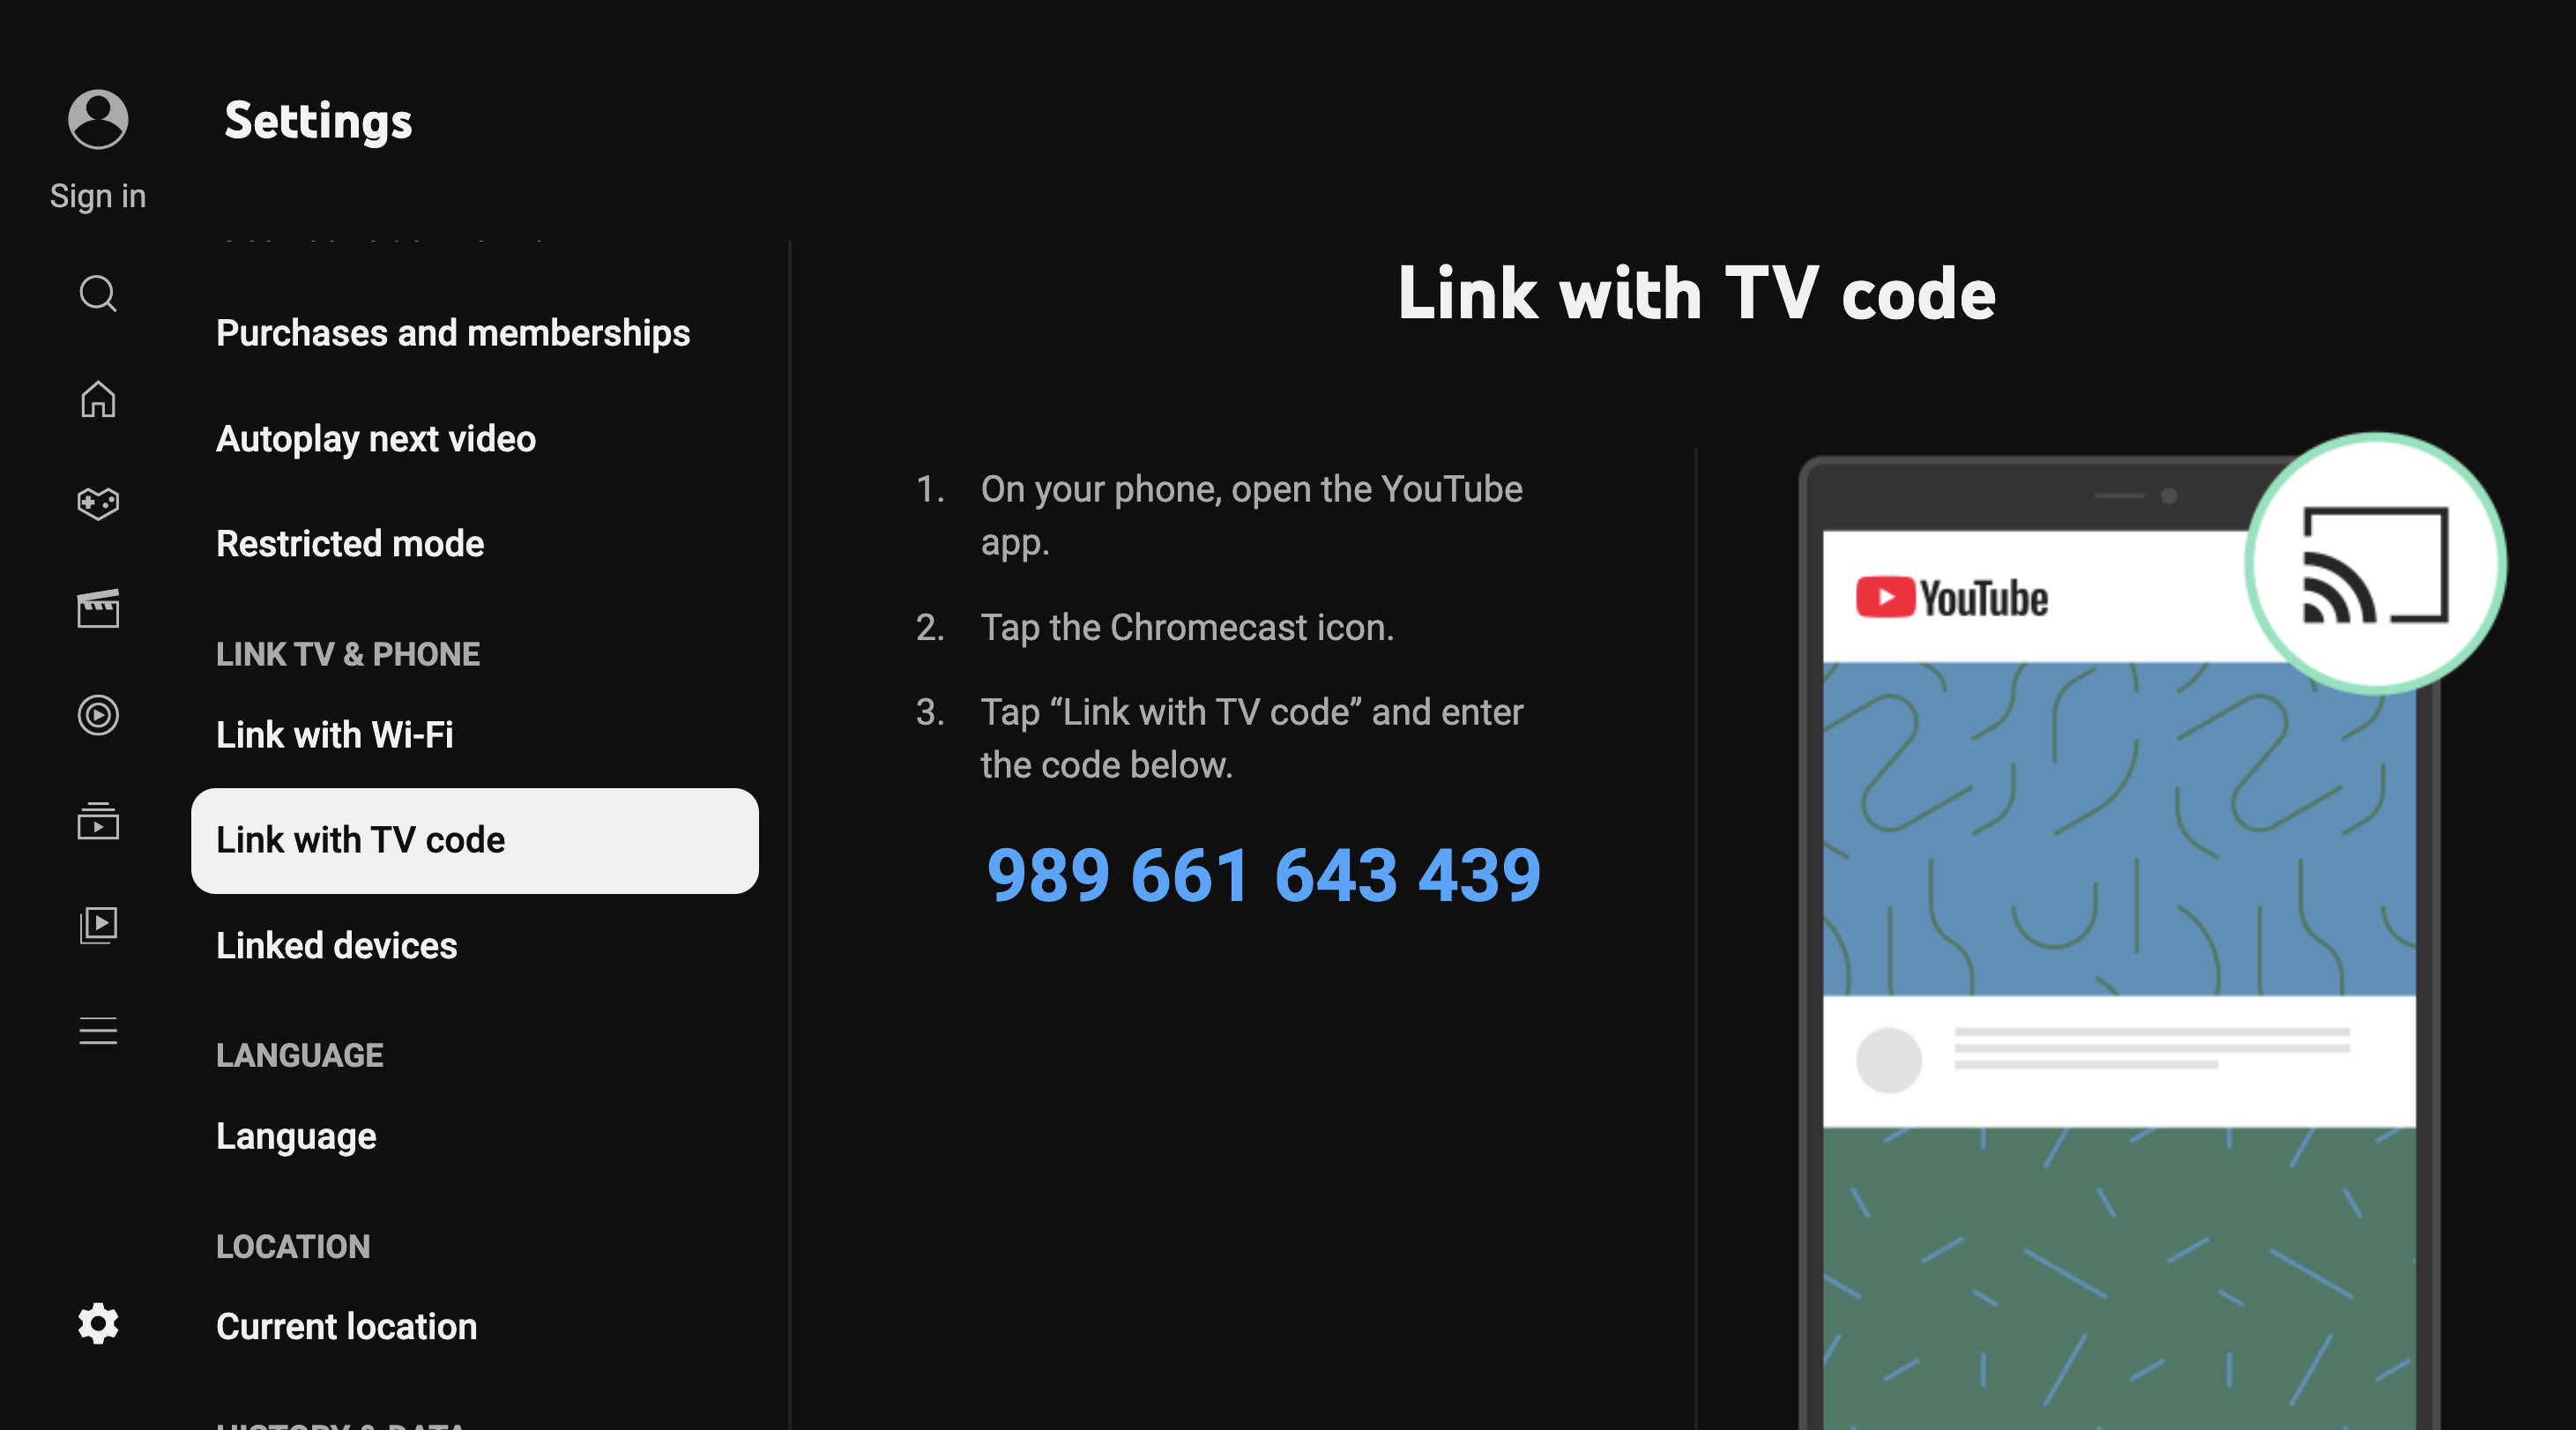 Settings
Sign in
Purchases and memberships
Autoplay next video
Restricted mode
LINK TV & PHONE
Link with Wi-Fi
Link with TV code
Linked devices
LANGUAGE
Language
LOCATION
Current location
HISTORY & DATA
Link with TV code
1. On your phone, open the YouTube
app.
2. Tap the Chromecast icon.
3. Tap “Link with TV code” and enter
the code below.
989 661 643 439
YouTube